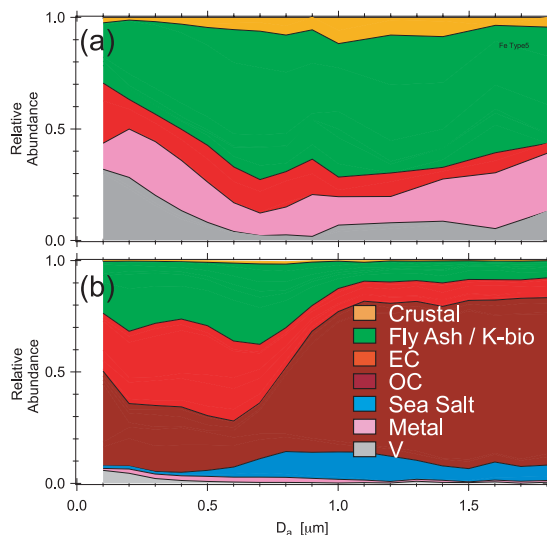 1.0
(a)
Fe Type5
Relative
Abundance
0.5
0.0
1.0
(b)
Crustal
Fly Ash / K-bio
Relative
Abundance
0.5
EC
OC
Sea Salt
Metal
V
0.0
0.0
0.5
1.0
1.5
Da [μm]